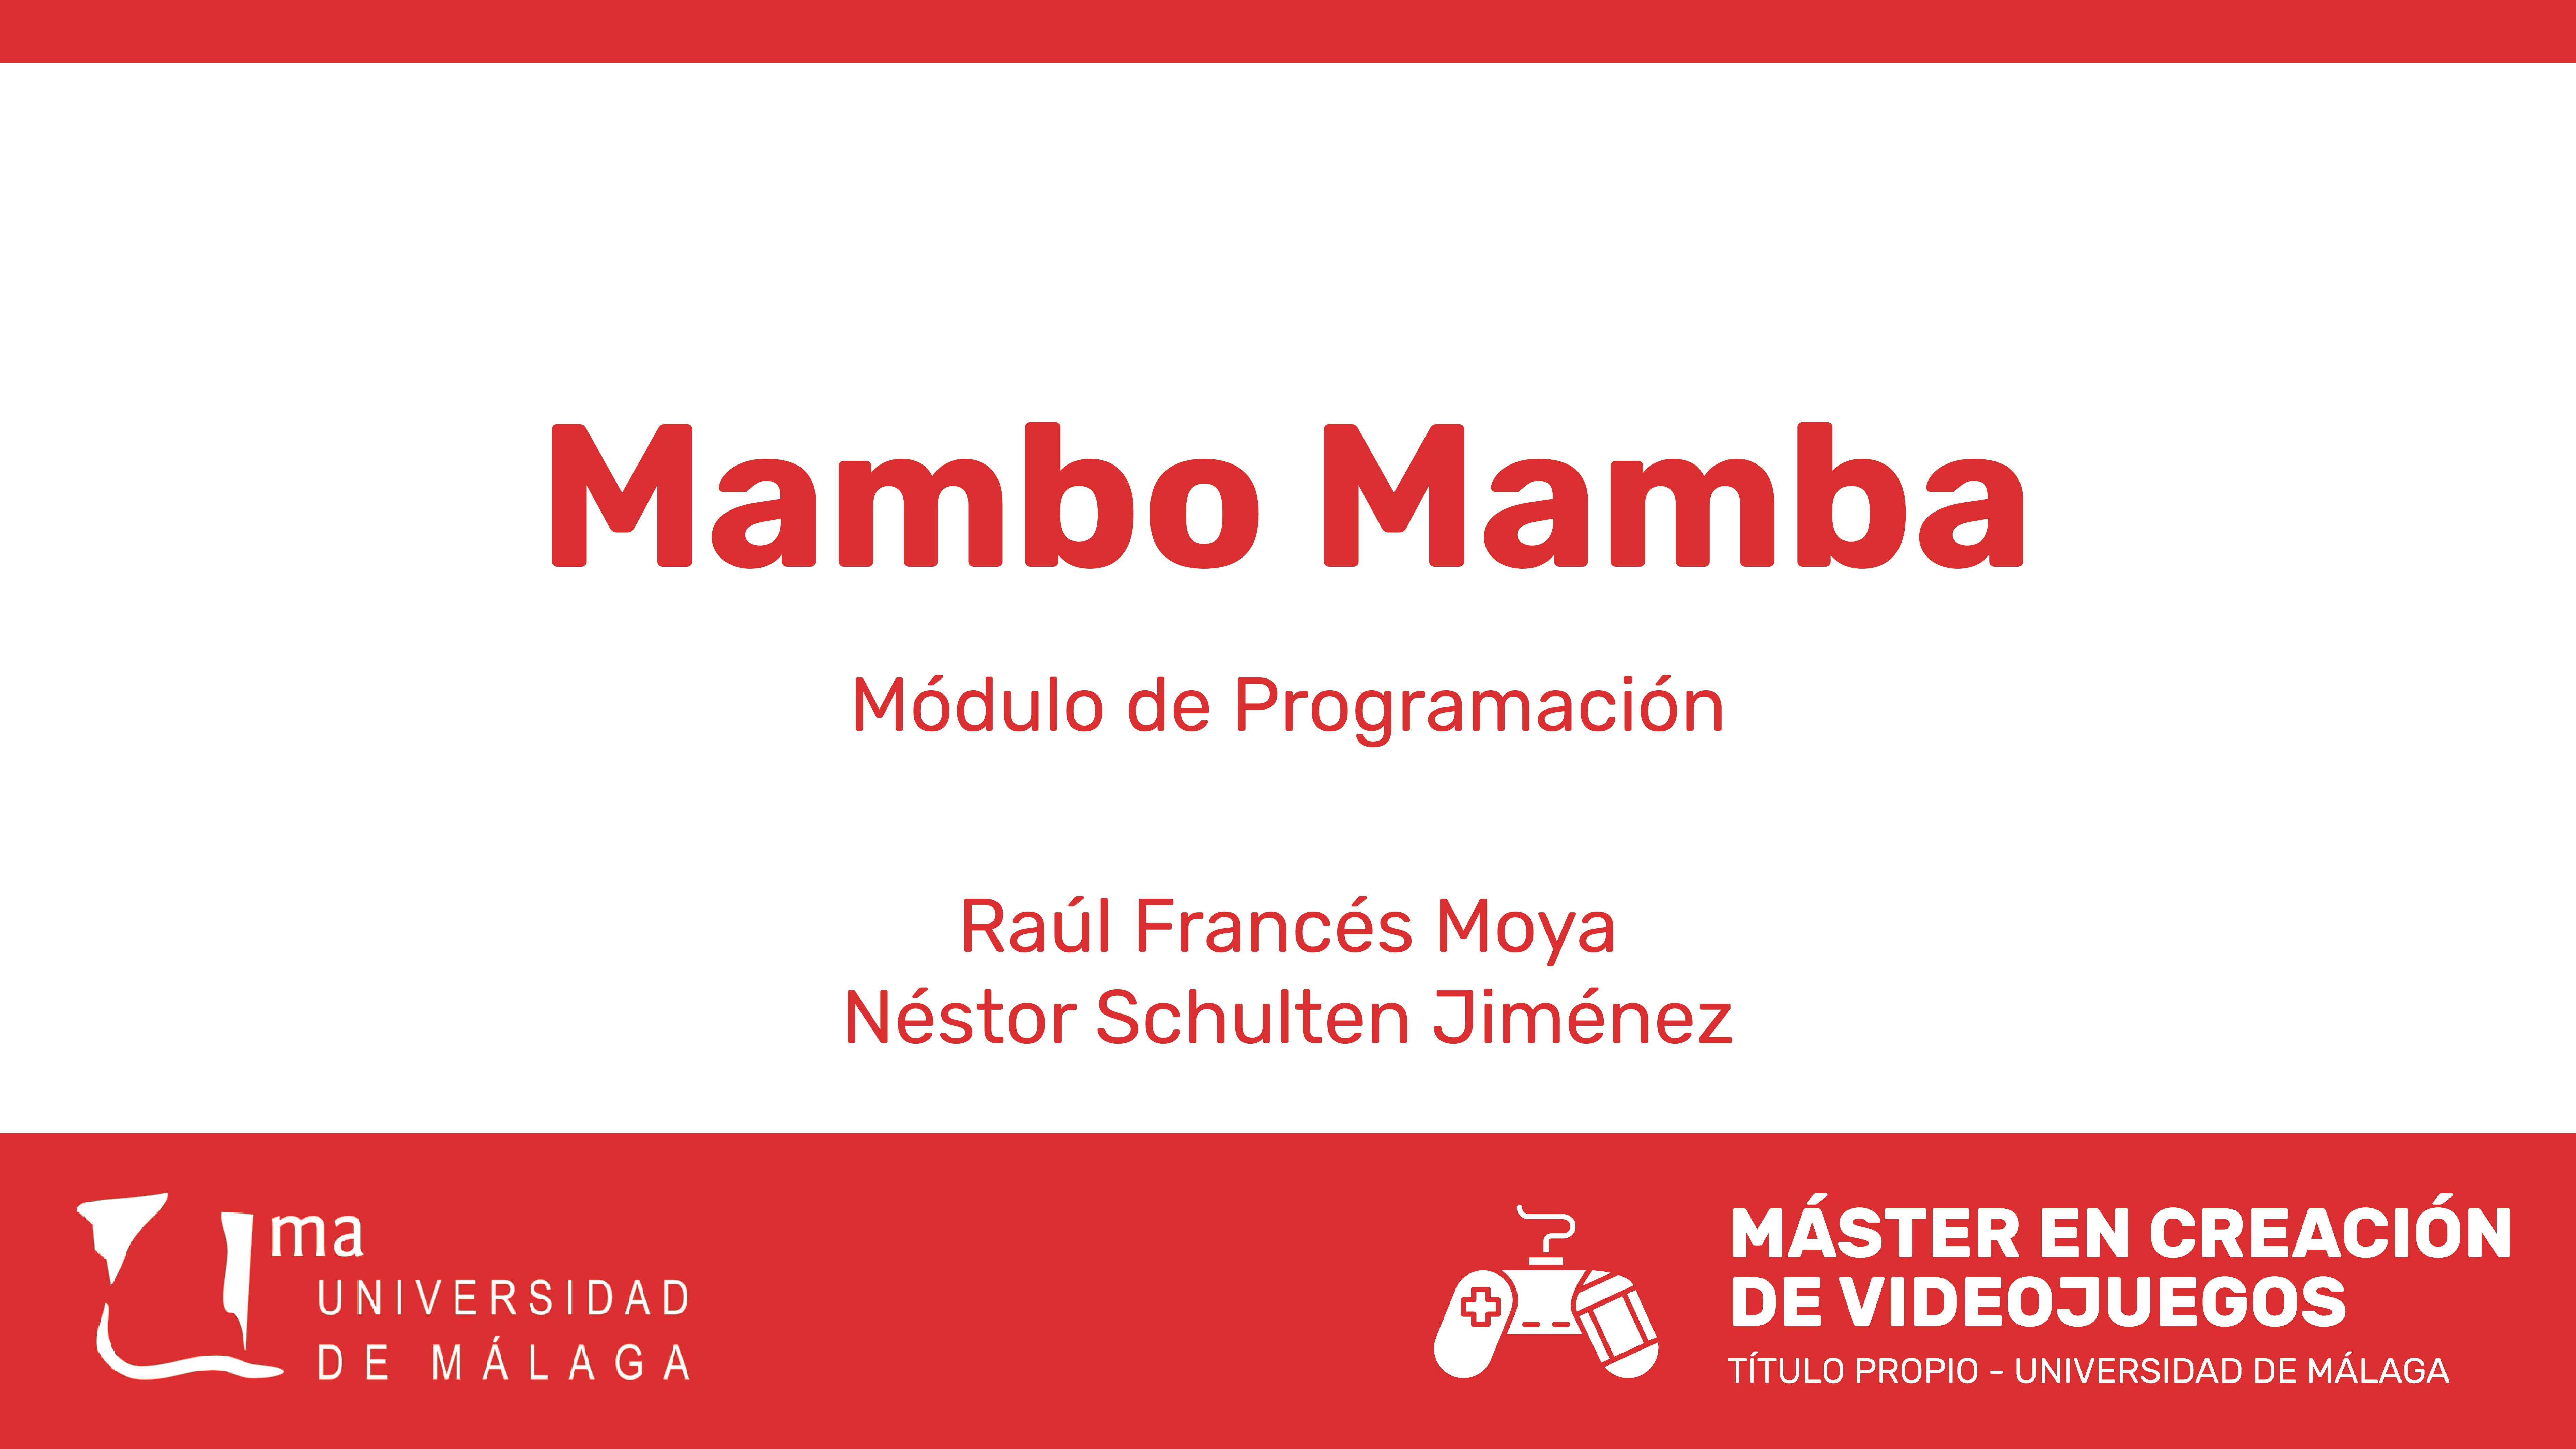 Mambo Mamba
Módulo de Programación
Raúl Francés Moya
Néstor Schulten Jiménez
uma
UNIVERSIDAD
DE MÁLAGA
MÁSTER EN CREACIÓN
DE VIDEOJUEGOS
TÍTULO PROPIO - UNIVERSIDAD DE MÁLAGA